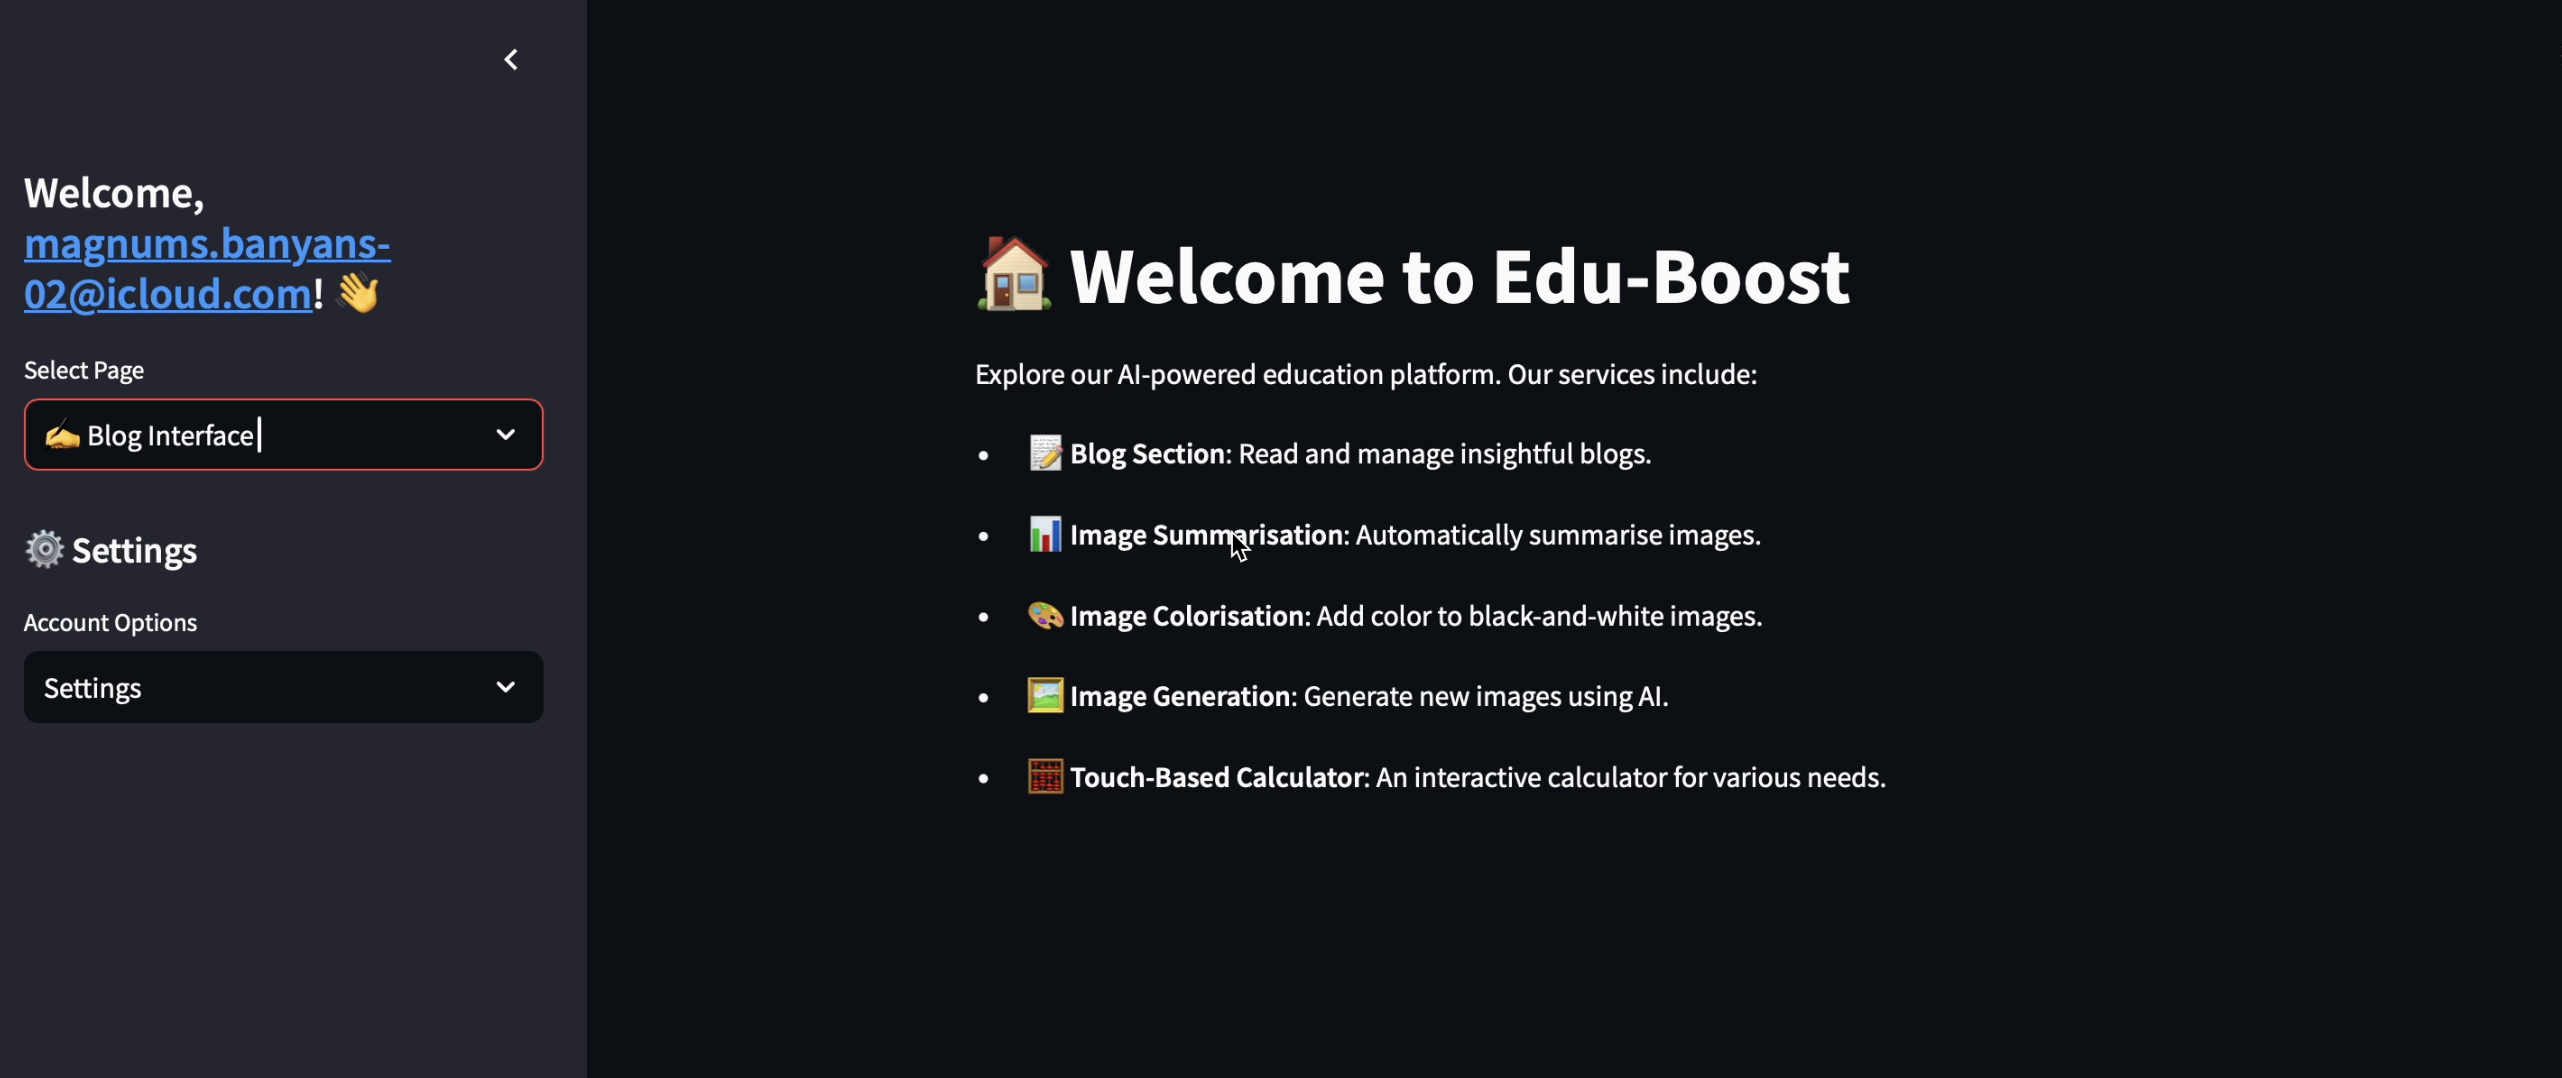 Welcome,
magnums.banyans-
02@icloud.com! 👋
Select Page
✍️ Blog Interface
⚙️ Settings
Account Options
Settings
🏠 Welcome to Edu-Boost
Explore our AI-powered education platform. Our services include:
• 📝 Blog Section: Read and manage insightful blogs.
• 📊 Image Summarisation: Automatically summarise images.
• 🎨 Image Colorisation: Add color to black-and-white images.
• 🖼️ Image Generation: Generate new images using AI.
• 🧮 Touch-Based Calculator: An interactive calculator for various needs.